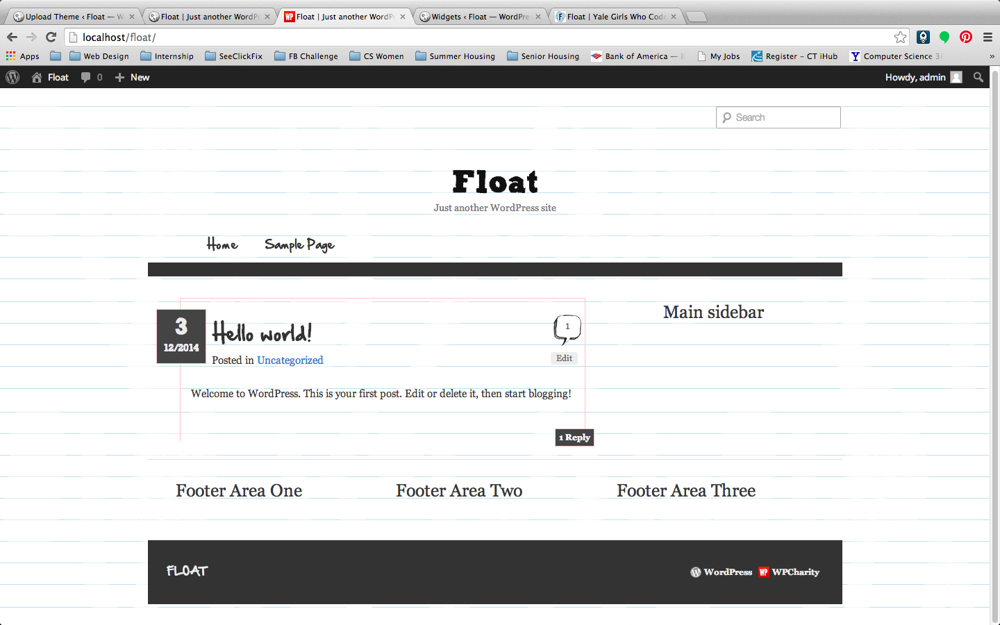 Upload Theme ‹ Float — W
Float | Just another WordPr
Float | Just another WordPr
Widgets ‹ Float — WordPre
Float | Yale Girls Who Code
localhost/float/
Apps
Web Design
Internship
SeeClickFix
FB Challenge
CS Women
Summer Housing
Senior Housing
Bank of America —
My Jobs
Register – CT iHub
Computer Science 36
»
Float
0
New
Howdy, admin
Search
Float
Just another WordPress site
Home
Sample Page
3
12/2014
Hello world!
1
Posted in Uncategorized
Edit
Welcome to WordPress. This is your first post. Edit or delete it, then start blogging!
1 Reply
Main sidebar
Footer Area One
Footer Area Two
Footer Area Three
FLOAT
WordPress
WP WPCharity